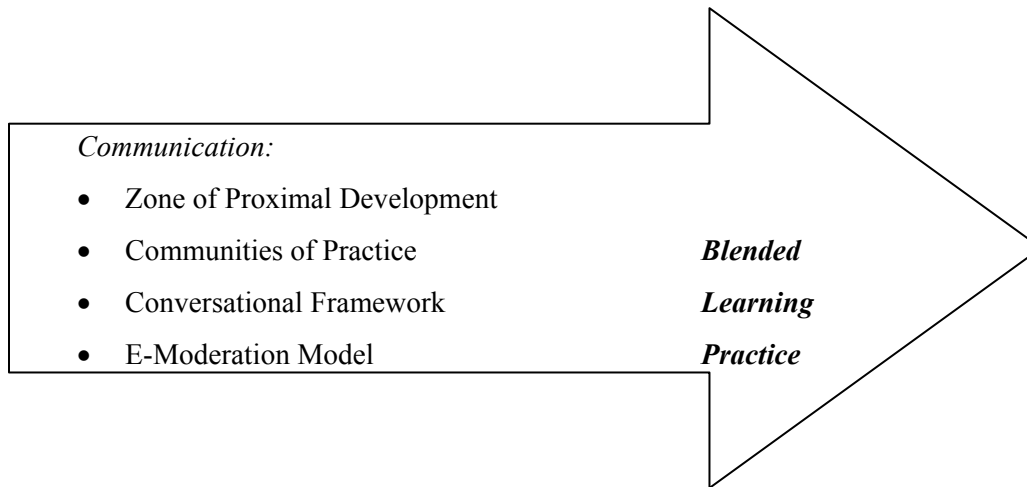 Communication:
• Zone of Proximal Development
• Communities of Practice Blended
• Conversational Framework Learning
• E-Moderation Model Practice